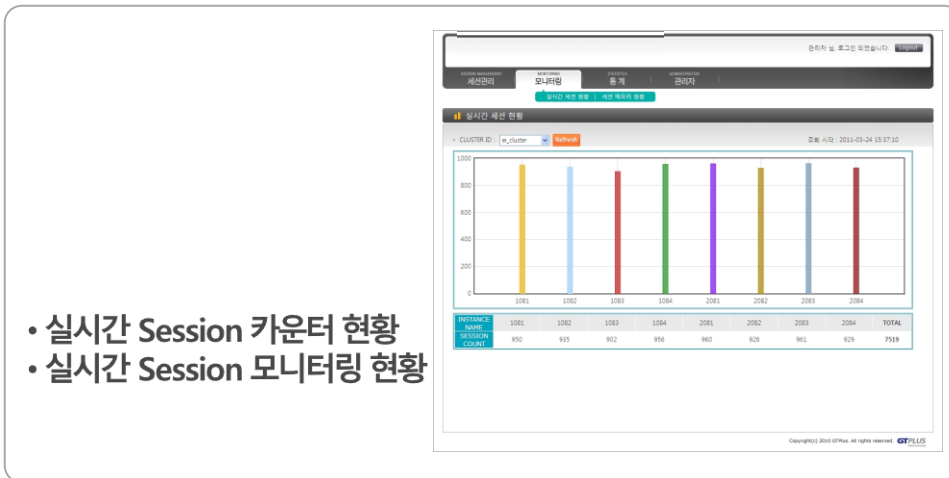 • 실시간 Session 카운터 현황
• 실시간 Session 모니터링 현황
관리자 님, 로그인 되었습니다. Logout
SESSION MANAGEMENT MONITORING STATISTICS ADMINISTRATOR
세션관리 모니터링 통계 관리자
실시간 세션 현황 | 세션 메모리 현황
실시간 세션 현황
CLUSTER ID : ei_cluster Refresh 조회 시각 : 2011-03-24 15:37:10
1000
800
600
400
200
0
1081 1082 1083 1084 2081 2082 2083 2084
INSTANCE NAME 1081 1082 1083 1084 2081 2082 2083 2084 TOTAL
SESSION COUNT 950 935 902 956 960 926 961 929 7519
Copyright(c) 2010 GTPlus. All rights reserved. GTPLUS